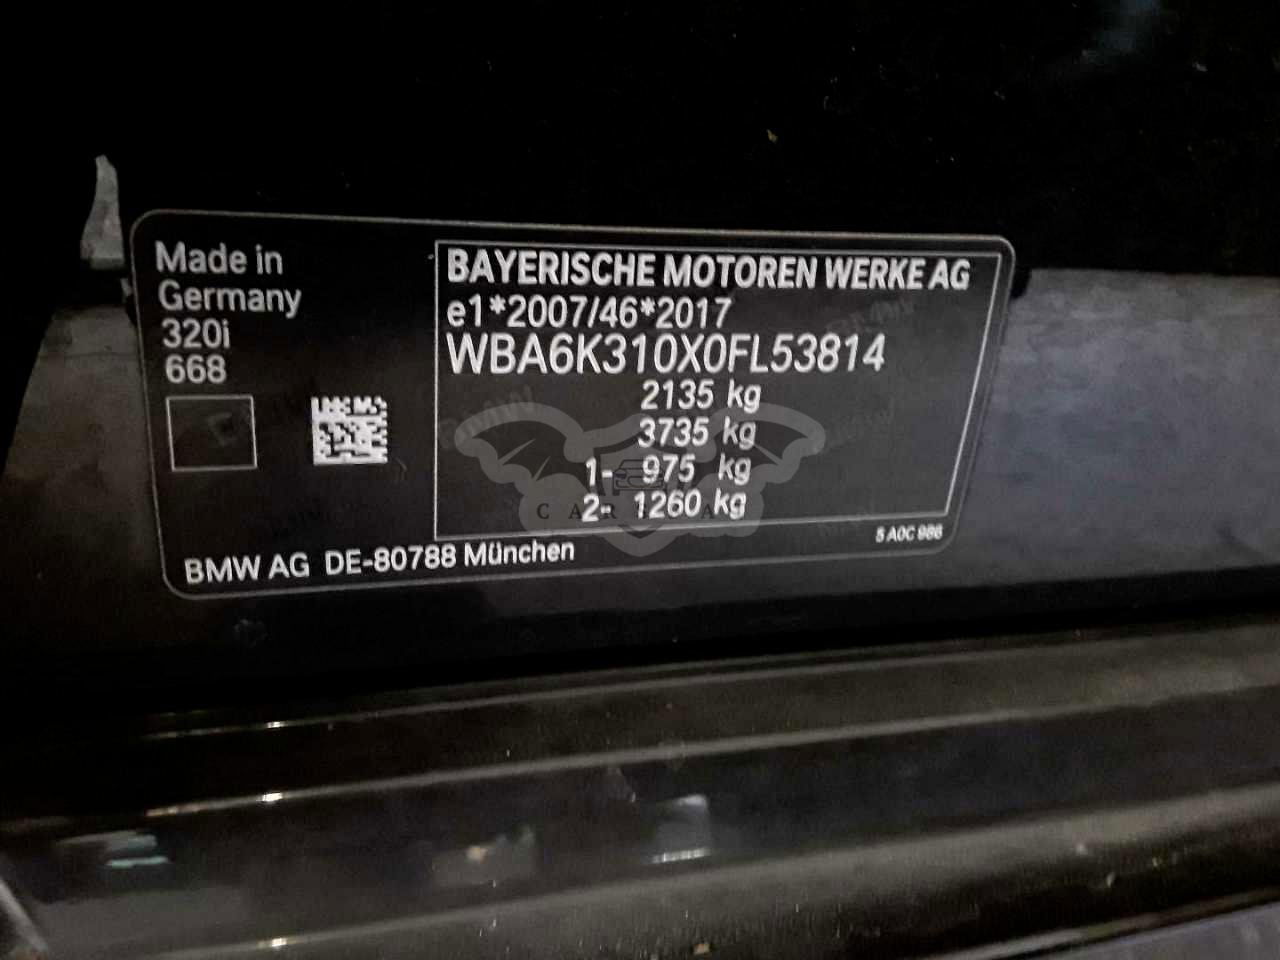 Made in
Germany
320i
668
BAYERISCHE MOTOREN WERKE AG
e1*2007/46*2017
WBA6K310X0FL53814
2135 kg
3735 kg
1- 975 kg
2- 1260 kg
5 A0C 986
BMW AG DE-80788 München